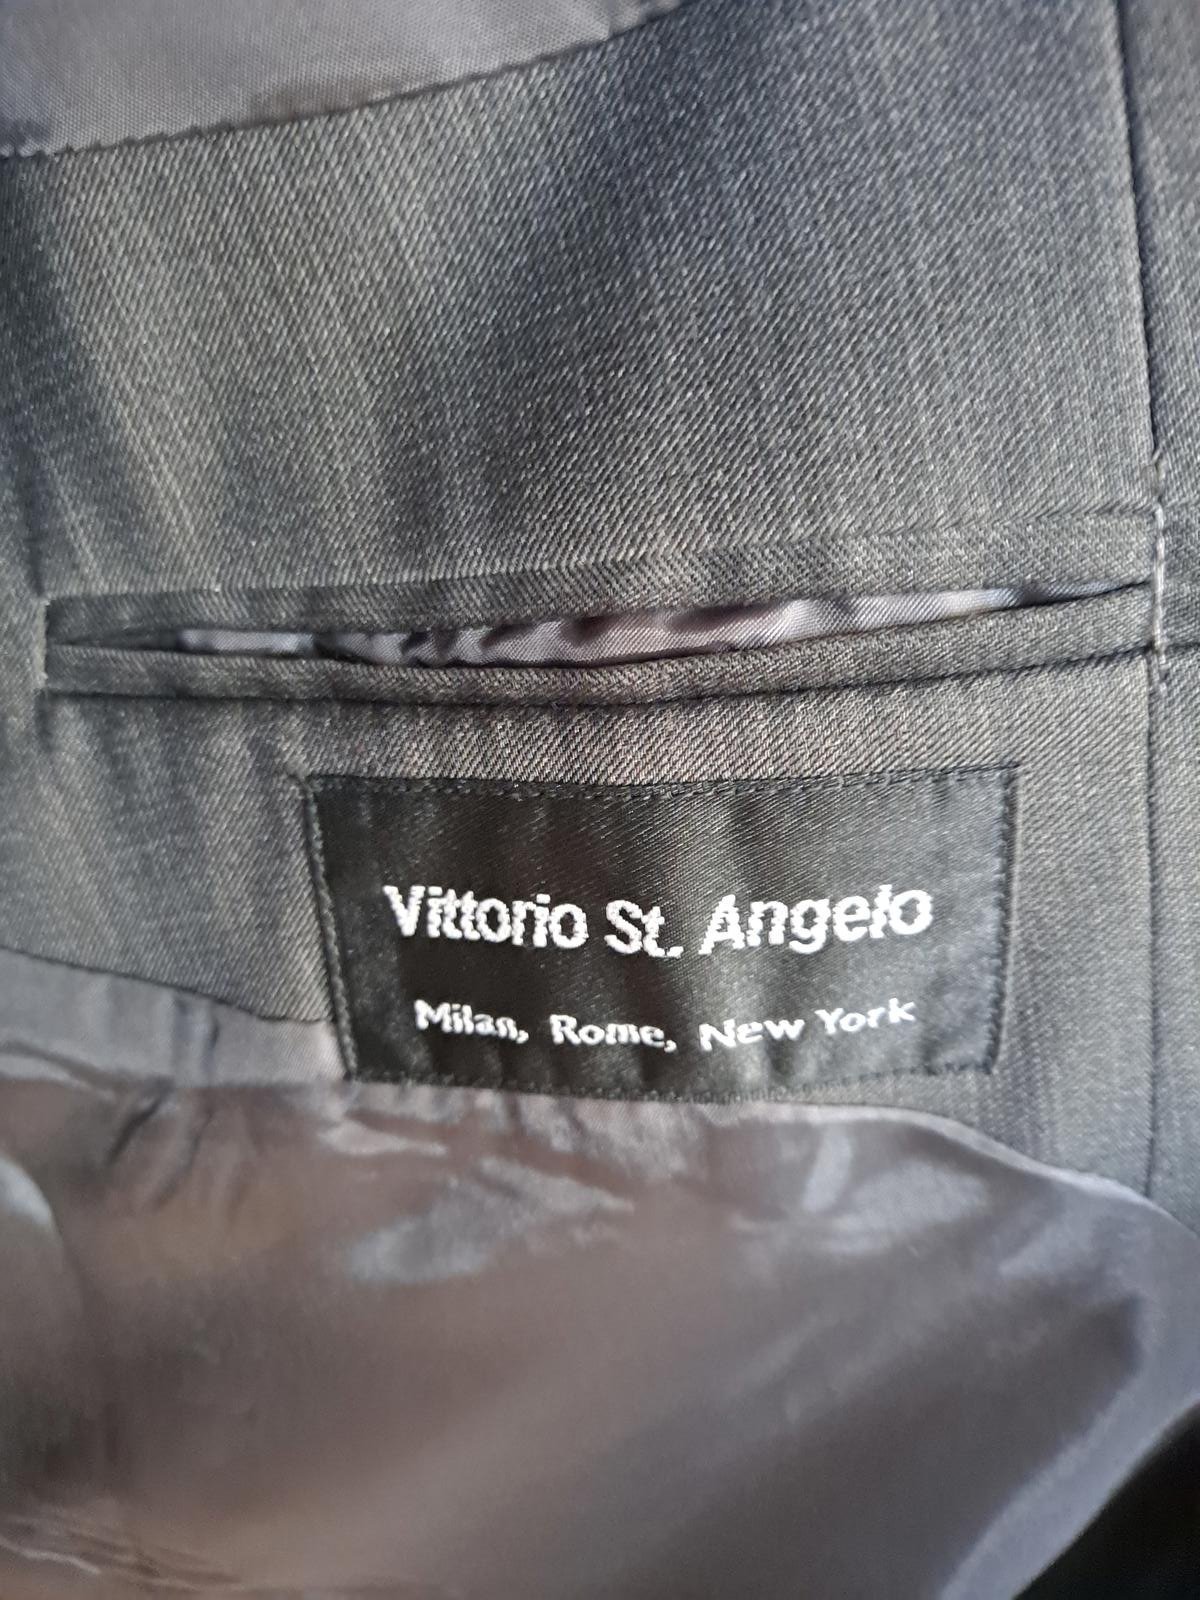 Vittorio St. Angelo
Milan, Rome, New York